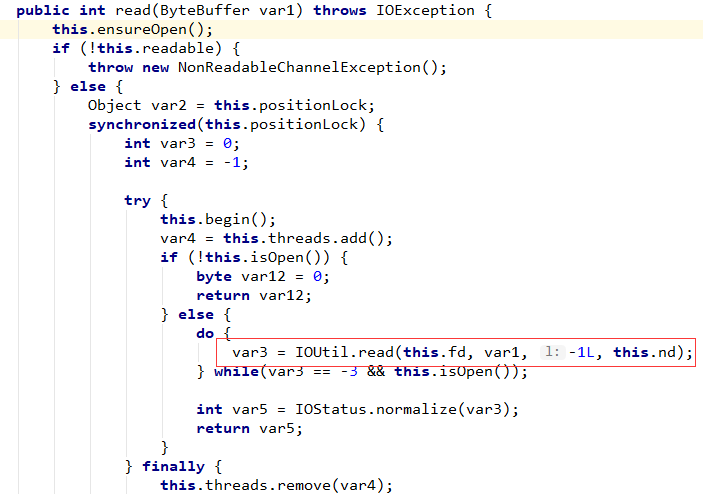 public int read(ByteBuffer var1) throws IOException {
    this.ensureOpen();
    if (!this.readable) {
        throw new NonReadableChannelException();
    } else {
        Object var2 = this.positionLock;
        synchronized(this.positionLock) {
            int var3 = 0;
            int var4 = -1;

            try {
                this.begin();
                var4 = this.threads.add();
                if (!this.isOpen()) {
                    byte var12 = 0;
                    return var12;
                } else {
                    do {
                        var3 = IOUtil.read(this.fd, var1, l: -1L, this.nd);
                    } while(var3 == -3 && this.isOpen());

                    int var5 = IOStatus.normalize(var3);
                    return var5;
                }
            } finally {
                this.threads.remove(var4);